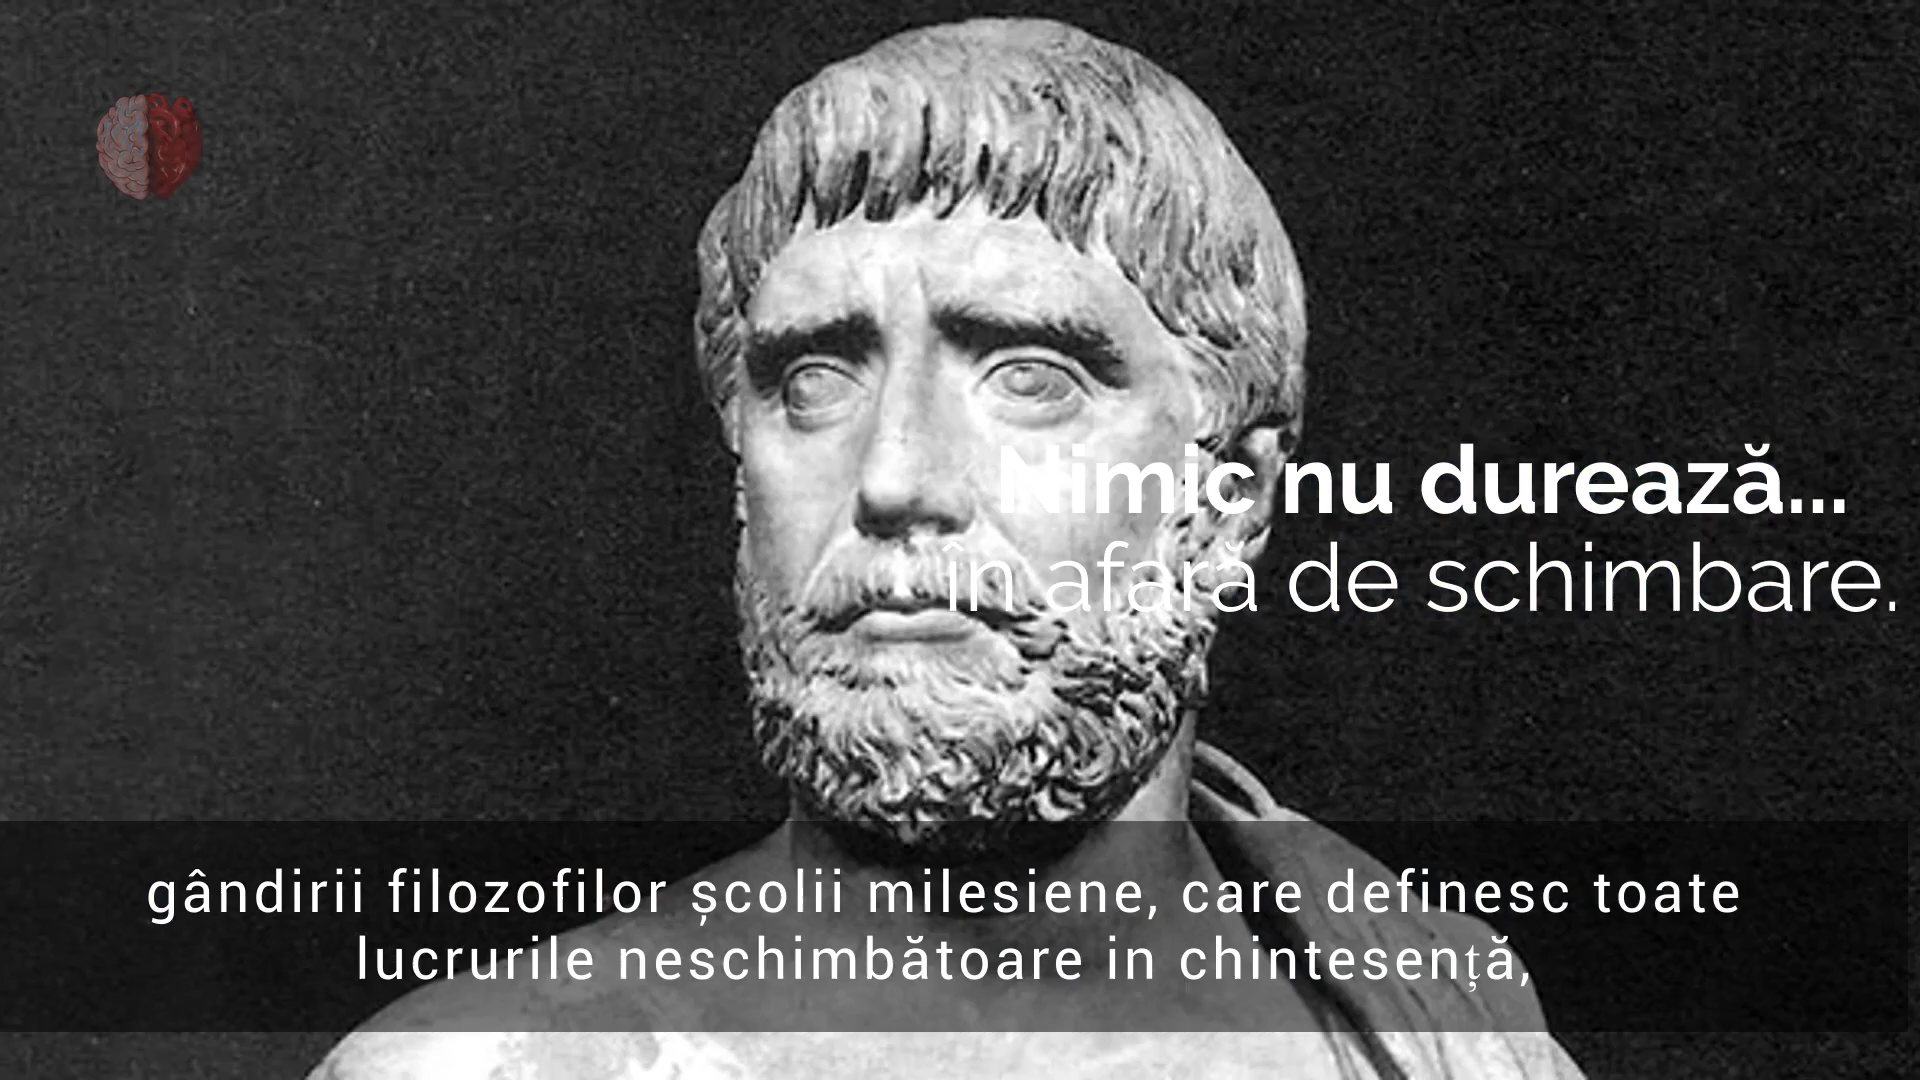 Nimic nu durează...
în afară de schimbare.
gândirii filozofilor școlii milesiene, care definesc toate
lucrurile neschimbătoare in chintesență,